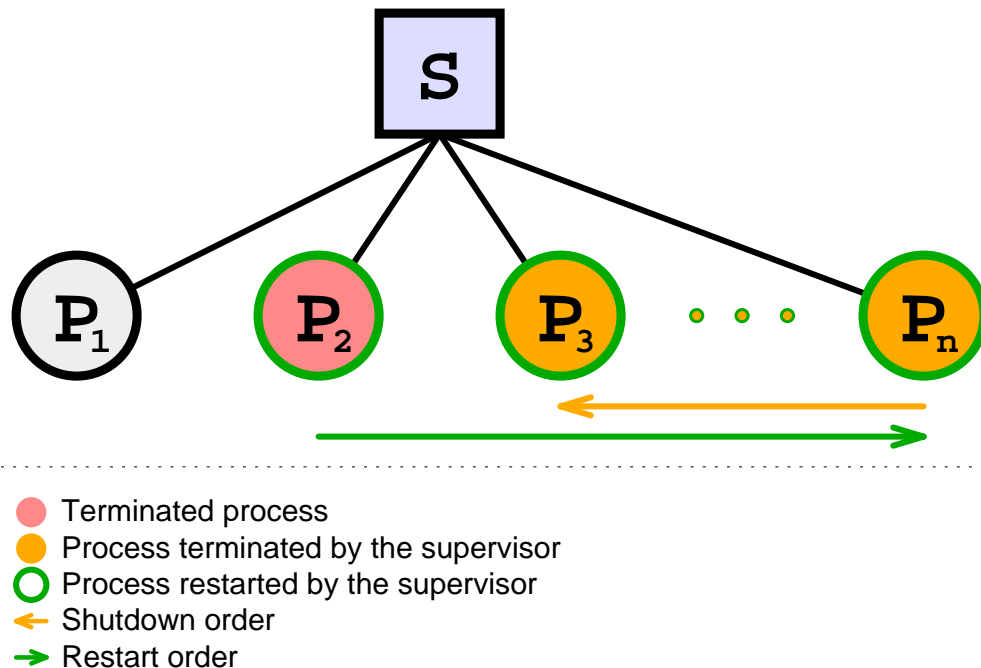 S
P1 P2 P3 Pn
Terminated process
Process terminated by the supervisor
Process restarted by the supervisor
Shutdown order
Restart order